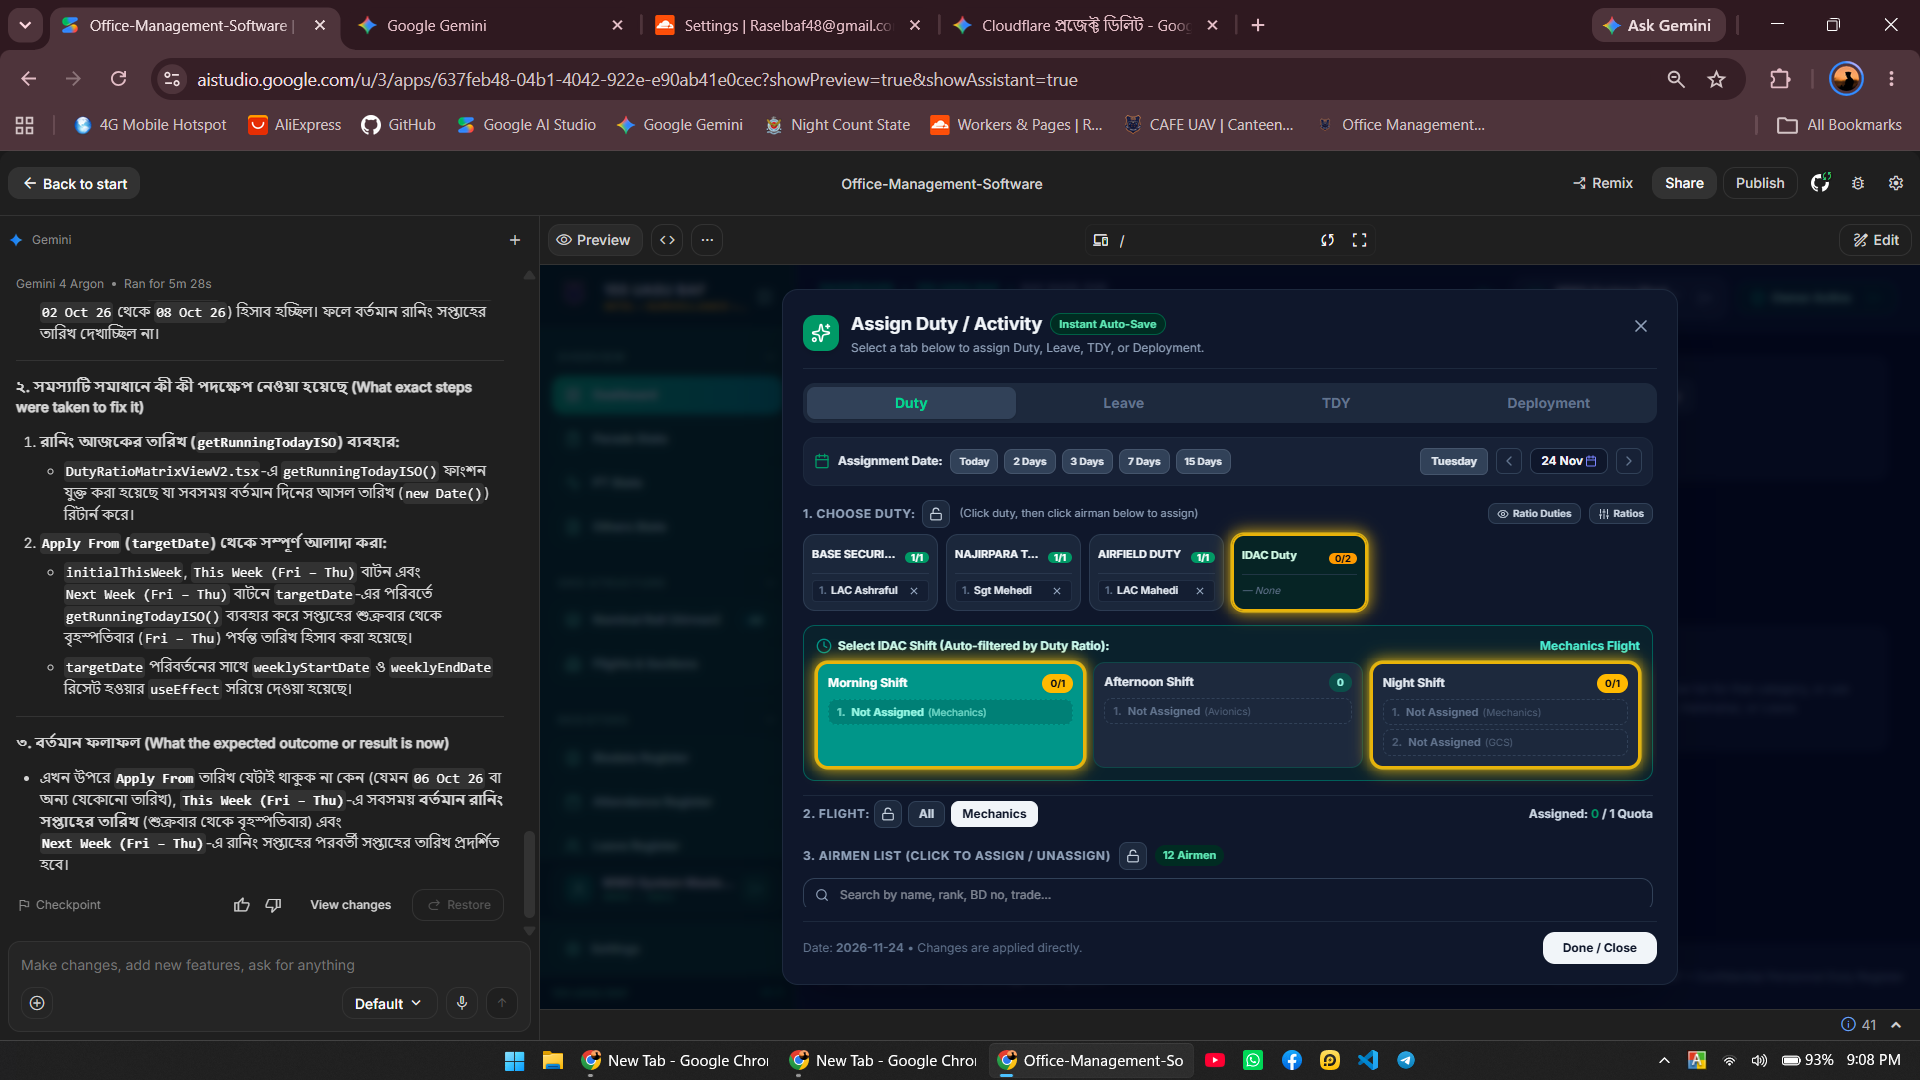 Office-Management-Software |
Google Gemini
Settings | Raselbaf48@gmail.co
Cloudflare প্রজেক্ট ডিলিট - Goog
Ask Gemini
aistudio.google.com/u/3/apps/637feb48-04b1-4042-922e-e90ab41e0cec?showPreview=true&showAssistant=true
4G Mobile Hotspot
AliExpress
GitHub
Google AI Studio
Google Gemini
Night Count State
Workers & Pages | R...
CAFE UAV | Canteen...
Office Management...
All Bookmarks
Back to start
Office-Management-Software
Remix
Share
Publish
Gemini
Preview
/
Edit
Gemini 4 Argon • Ran for 5m 28s
02 Oct 26 থেকে 08 Oct 26) হিসাব হচ্ছিল। ফলে বর্তমান রানিং সপ্তাহের
তারিখ দেখাচ্ছিল না।
২. সমস্যাটি সমাধানে কী কী পদক্ষেপ নেওয়া হয়েছে (What exact steps
were taken to fix it)
1. রানিং আজকের তারিখ (getRunningTodayISO) ব্যবহার:
DutyRatioMatrixViewV2.tsx-এ getRunningTodayISO() ফাংশন
যুক্ত করা হয়েছে যা সবসময় বর্তমান দিনের আসল তারিখ (new Date())
রিটার্ন করে।
2. Apply From (targetDate) থেকে সম্পূর্ণ আলাদা করা:
initialThisWeek, This Week (Fri – Thu) বাটন এবং
Next Week (Fri – Thu) বাটনে targetDate-এর পরিবর্তে
getRunningTodayISO() ব্যবহার করে সপ্তাহের শুক্রবার থেকে
বৃহস্পতিবার (Fri – Thu) পর্যন্ত তারিখ হিসাব করা হয়েছে।
targetDate পরিবর্তনের সাথে weeklyStartDate ও weeklyEndDate
রিসেট হওয়ার useEffect সরিয়ে দেওয়া হয়েছে।
৩. বর্তমান ফলাফল (What the expected outcome or result is now)
এখন উপরে Apply From তারিখ যেটাই থাকুক না কেন (যেমন 06 Oct 26 বা
অন্য যেকোনো তারিখ), This Week (Fri – Thu)-এ সবসময় বর্তমান রানিং
সপ্তাহের তারিখ (শুক্রবার থেকে বৃহস্পতিবার) এবং
Next Week (Fri – Thu)-এ রানিং সপ্তাহের পরবর্তী সপ্তাহের তারিখ প্রদর্শিত
হবে।
Checkpoint
View changes
Restore
Make changes, add new features, ask for anything
Default
Assign Duty / Activity
Instant Auto-Save
Select a tab below to assign Duty, Leave, TDY, or Deployment.
Duty
Leave
TDY
Deployment
Assignment Date:
Today
2 Days
3 Days
7 Days
15 Days
Tuesday
24 Nov
1. CHOOSE DUTY:
(Click duty, then click airman below to assign)
Ratio Duties
Ratios
BASE SECURI... 1/1
NAJIRPARA T... 1/1
AIRFIELD DUTY 1/1
IDAC Duty 0/2
1. LAC Ashraful ×
1. Sgt Mehedi ×
1. LAC Mahedi ×
— None
Select IDAC Shift (Auto-filtered by Duty Ratio):
Mechanics Flight
Morning Shift 0/1
Afternoon Shift 0
Night Shift 0/1
1. Not Assigned (Mechanics)
1. Not Assigned (Avionics)
1. Not Assigned (Mechanics)
2. Not Assigned (GCS)
2. FLIGHT:
All
Mechanics
Assigned: 0 / 1 Quota
3. AIRMEN LIST (CLICK TO ASSIGN / UNASSIGN)
12 Airmen
Search by name, rank, BD no, trade...
Date: 2026-11-24 • Changes are applied directly.
Done / Close
41
New Tab - Google Chror
New Tab - Google Chror
Office-Management-So
93%
9:08 PM